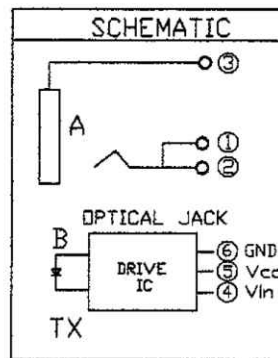 SCHEMATIC
③
A
①
②
OPTICAL JACK
B
DRIVE
IC
⑥ GND
⑤ Vcc
④ Vin
TX